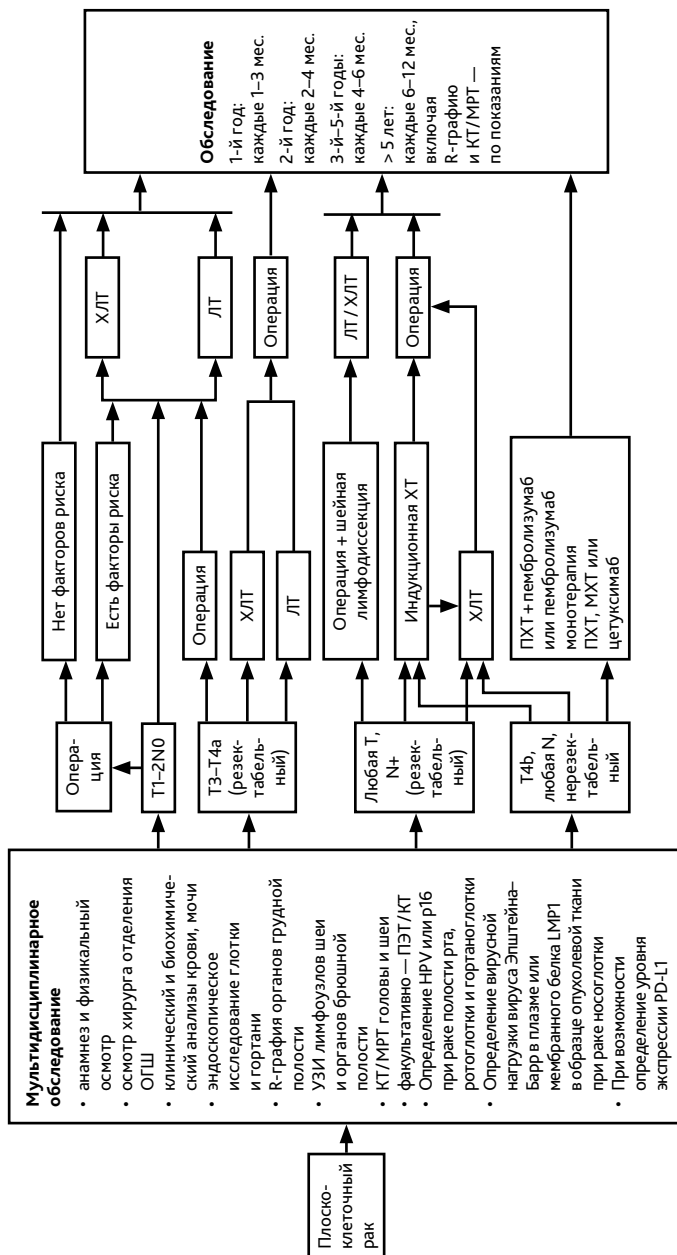 Плоско-
клеточный
рак
Мультидисциплинарное
обследование
• анамнез и физикальный
осмотр
• осмотр хирурга отделения
ОГШ
• клинический и биохимиче-
ский анализы крови, мочи
• эндоскопическое
исследование глотки
и гортани
• R-графия органов грудной
полости
• УЗИ лимфоузлов шеи
и органов брюшной
полости
• КТ/МРТ головы и шеи
• факультативно — ПЭТ/КТ
• Определение HPV или p16
при раке полости рта,
ротоглотки и гортаноглотки
• Определение вирусной
нагрузки вируса Эпштейна–
Барр в плазме или
мембранного белка LMP1
в образце опухолевой ткани
при раке носоглотки
• При возможности
определение уровня
экспрессии PD-L1
Опера-
ция
T1–2N0
T3–T4a
(резек-
табель-
ный)
Любая T,
N+
(резек-
табель-
ный)
T4b,
любая N,
нерезек-
табель-
ный
Нет факторов риска
Есть факторы риска
Операция
ХЛТ
ЛТ
Операция + шейная
лимфодиссекция
Индукционная ХТ
ХЛТ
ПХТ + пембролизумаб
или пембролизумаб
монотерапия
ПХТ, МХТ или
цетуксимаб
ХЛТ
ЛТ
Операция
ЛТ / ХЛТ
Операция
Обследование
1-й год:
каждые 1–3 мес.
2-й год:
каждые 2–4 мес.
3-й–5-й годы:
каждые 4–6 мес.
> 5 лет:
каждые 6–12 мес.,
включая
R-графию
и КТ/МРТ —
по показаниям